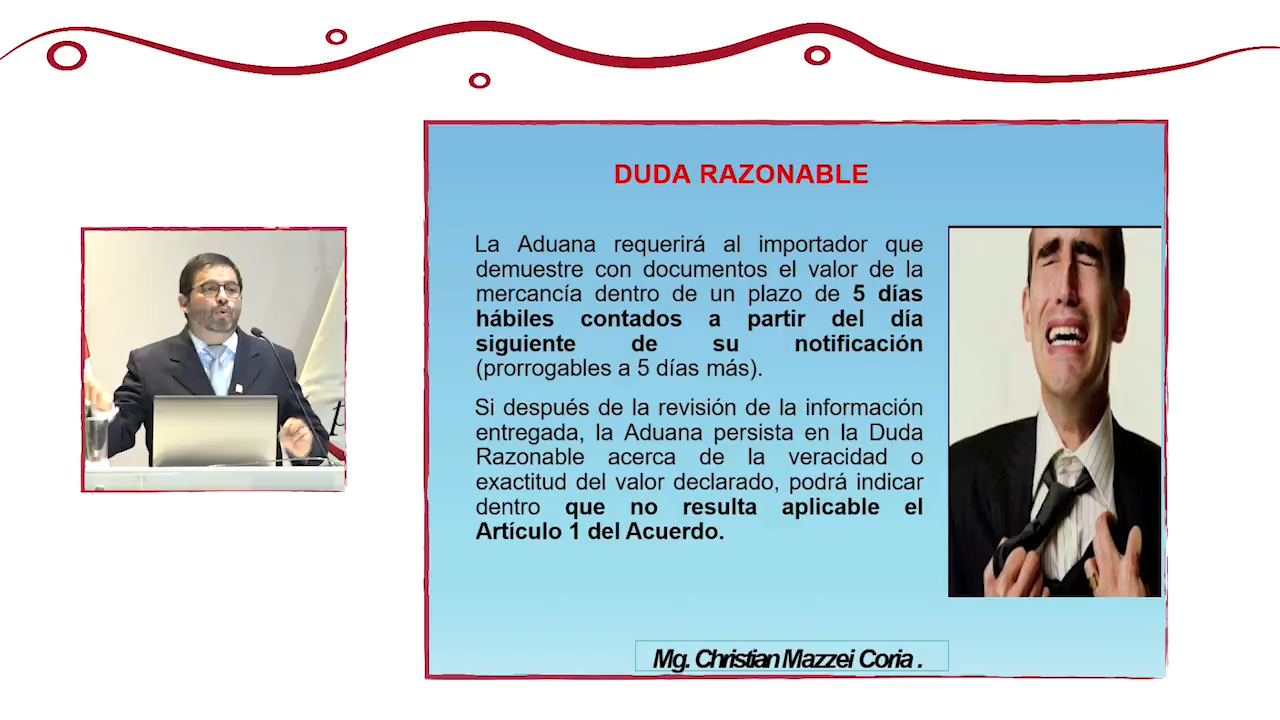 DUDA RAZONABLE
La Aduana requerirá al importador que
demuestre con documentos el valor de la
mercancía dentro de un plazo de 5 días
hábiles contados a partir del día
siguiente de su notificación
(prorrogables a 5 días más).
Si después de la revisión de la información
entregada, la Aduana persista en la Duda
Razonable acerca de la veracidad o
exactitud del valor declarado, podrá indicar
dentro que no resulta aplicable el
Artículo 1 del Acuerdo.
Mg. Christian Mazzei Coria .